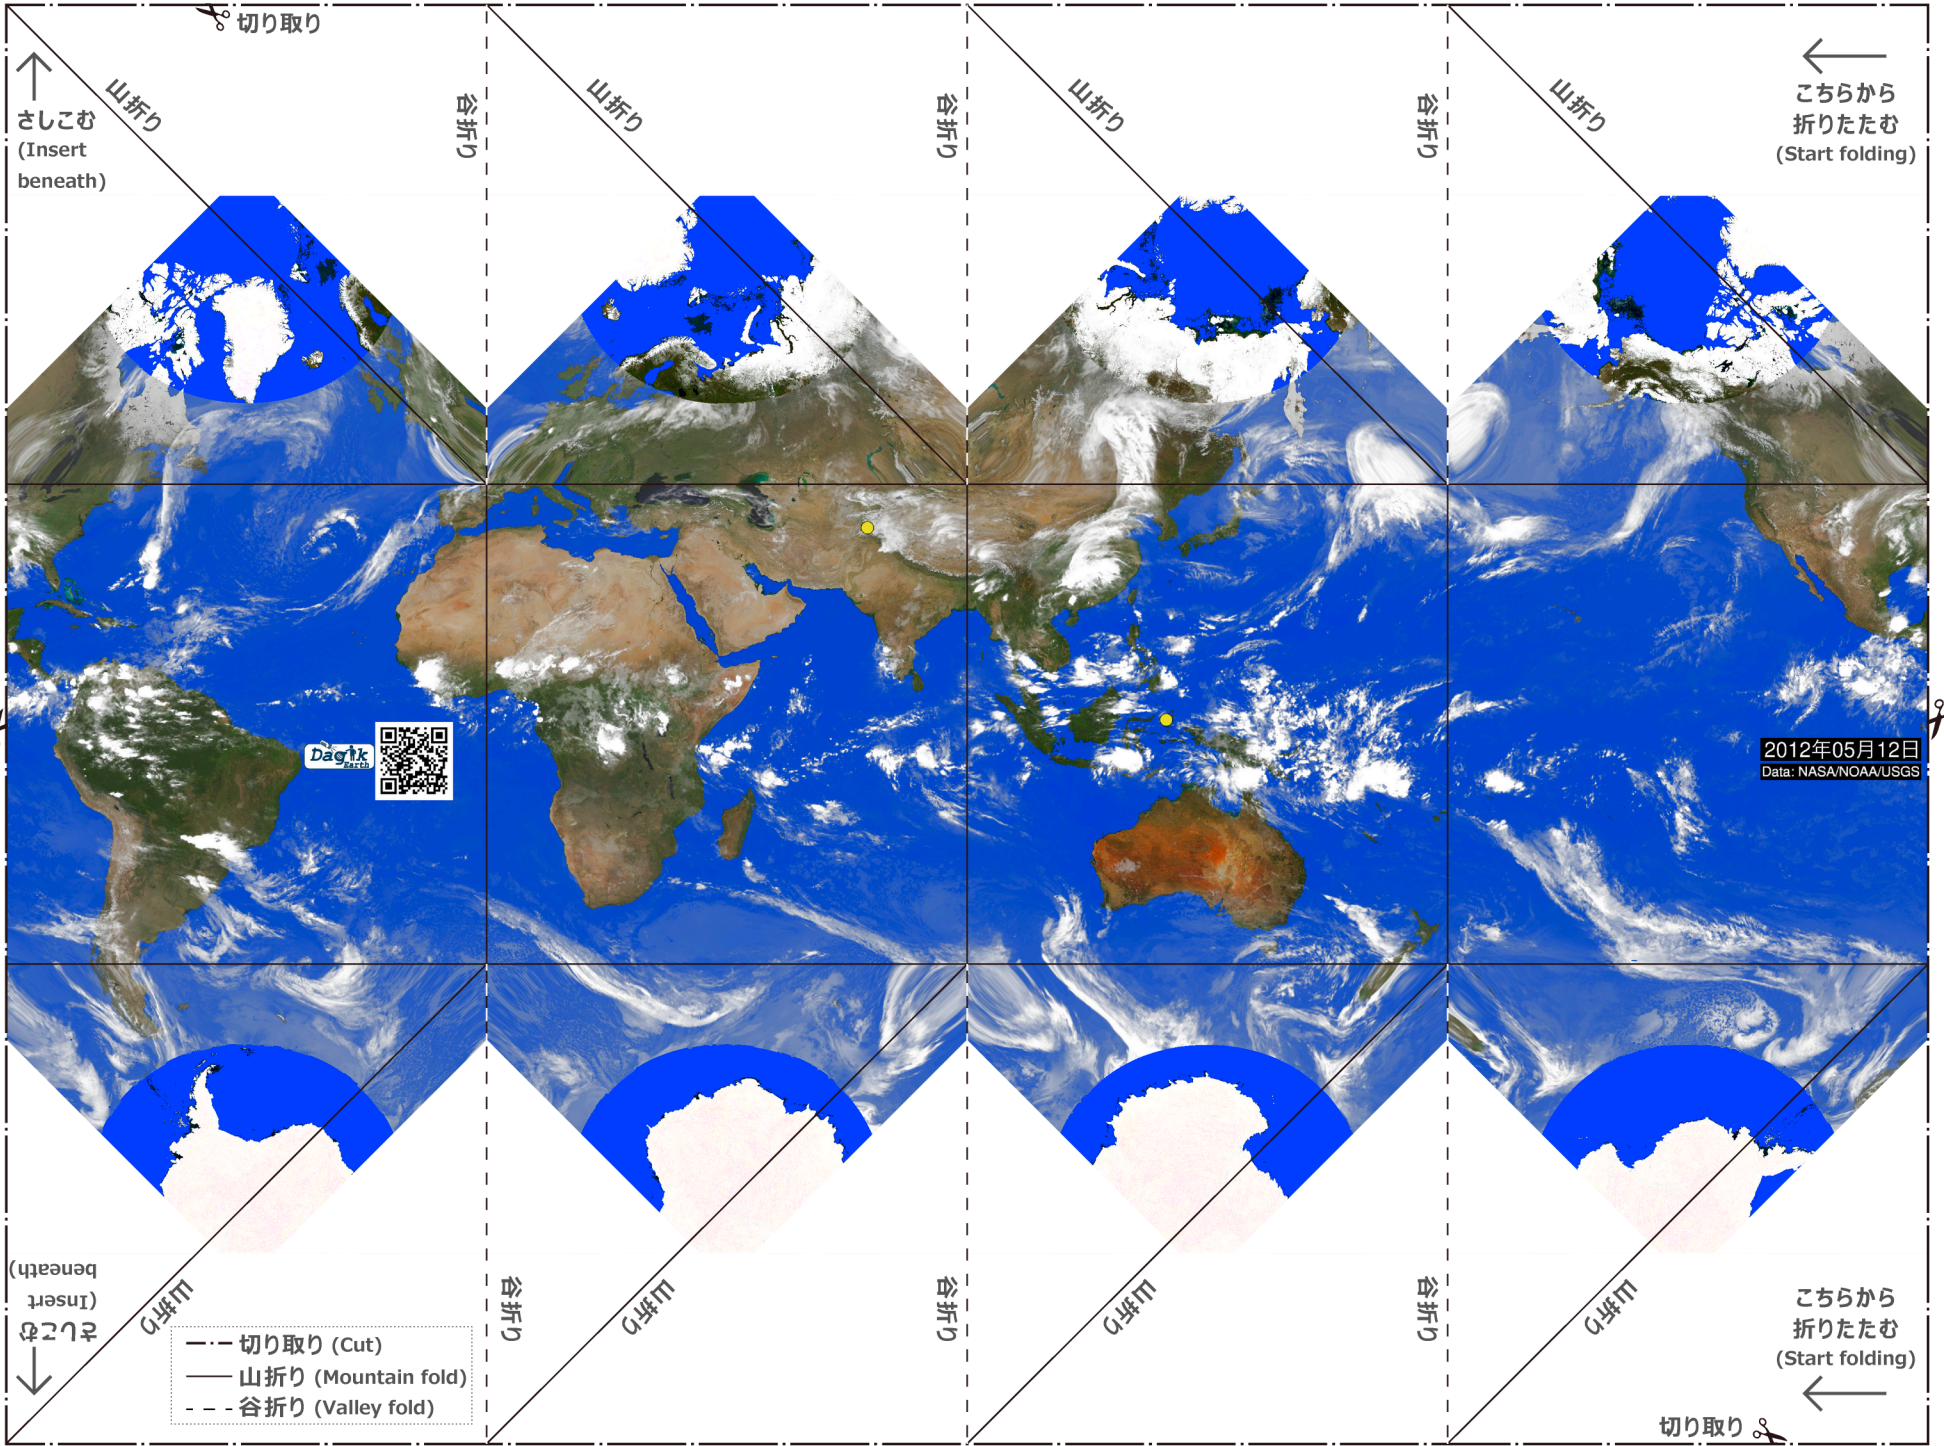 切り取り
さしこむ
(Insert
beneath)
山折り
谷折り
山折り
谷折り
山折り
谷折り
山折り
こちらから
折りたたむ
(Start folding)
Dagik
Earth
2012年05月12日
Data: NASA/NOAA/USGS
さしこむ
(Insert
beneath)
山折り
谷折り
山折り
谷折り
山折り
谷折り
山折り
こちらから
折りたたむ
(Start folding)
切り取り (Cut)
山折り (Mountain fold)
谷折り (Valley fold)
切り取り